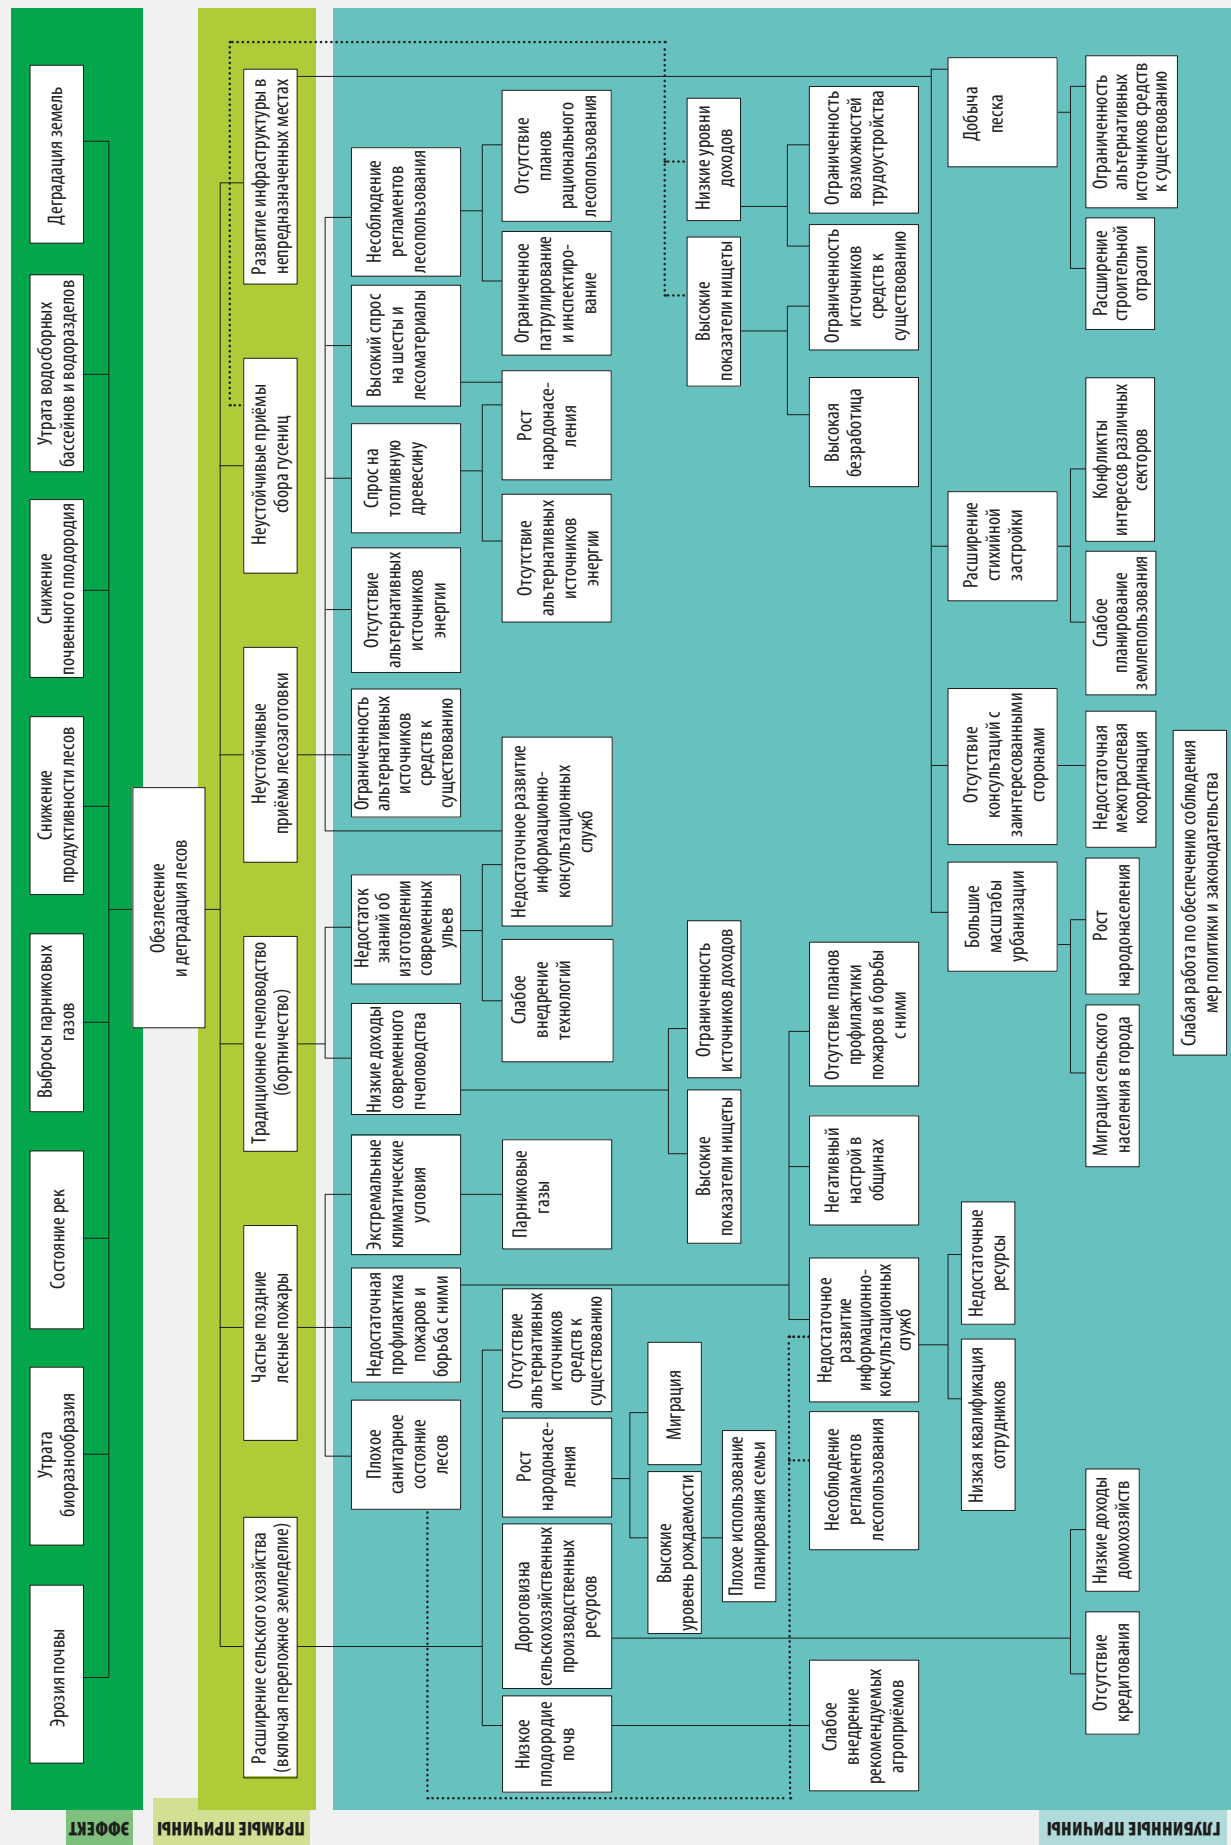 ЭФФЕКТ
Эрозия почвы
Утрата
биоразнообразия
Состояние рек
Выбросы парниковых
газов
Снижение
продуктивности лесов
Снижение
почвенного плодородия
Утрата водосборных
бассейнов и водоразделов
Деградация земель
Обезлесение
и деградация лесов
ПРЯМЫЕ ПРИЧИНЫ
Расширение сельского хозяйства
(включая переложное земледелие)
Частые поздние
лесные пожары
Традиционное пчеловодство
(бортничество)
Неустойчивые
приёмы лесозаготовки
Неустойчивые приёмы
сбора гусениц
Развитие инфраструктуры в
непредназначенных местах
ГЛУБИННЫЕ ПРИЧИНЫ
Плохое
санитарное
состояние
лесов
Недостаточная
профилактика
пожаров и
борьба с ними
Экстремальные
климатические
условия
Низкие доходы
современного
пчеловодства
Недостаток
знаний об
изготовлении
современных
ульев
Ограниченность
альтернативных
источников
средств к
существованию
Отсутствие
альтернативных
источников
энергии
Спрос на
топливную
древесину
Высокий спрос
на шесты и
лесоматериалы
Несоблюдение
регламентов
лесопользования
Низкое
плодородие
почв
Дороговизна
сельскохозяйственных
производственных
ресурсов
Рост
народонасе-
ления
Отсутствие
альтернативных
источников
средств к
существованию
Парниковые
газы
Слабое
внедрение
технологий
Недостаточное развитие
информационно-
консультационных
служб
Отсутствие
альтернативных
источников
энергии
Рост
народонасе-
ления
Ограниченное
патрулирование
и инспектиро-
вание
Отсутствие
планов
рационального
лесопользования
Высокие
уровень рождаемости
Миграция
Плохое использование
планирования семьи
Высокие
показатели нищеты
Ограниченность
источников доходов
Высокие
показатели нищеты
Низкие уровни
доходов
Слабое
внедрение
рекомендуемых
агроприёмов
Несоблюдение
регламентов
лесопользования
Недостаточное
развитие
информационно-
консультационных
служб
Негативный
настрой в
общинах
Отсутствие планов
профилактики
пожаров и борьбы
с ними
Высокая
безработица
Ограниченность
источников
средств к
существованию
Ограниченность
возможностей
трудоустройства
Низкая квалификация
сотрудников
Недостаточные
ресурсы
Большие
масштабы
урбанизации
Отсутствие
консультаций с
заинтересованными
сторонами
Расширение
стихийной
застройки
Добыча
песка
Отсутствие
кредитования
Низкие доходы
домохозяйств
Миграция сельского
населения в города
Рост
народонаселения
Недостаточная
межотраслевая
координация
Слабое
планирование
землепользования
Конфликты
интересов различных
секторов
Расширение
строительной
отрасли
Ограниченность
альтернативных
источников средств
к существованию
Слабая работа по обеспечению соблюдения
мер политики и законодательства